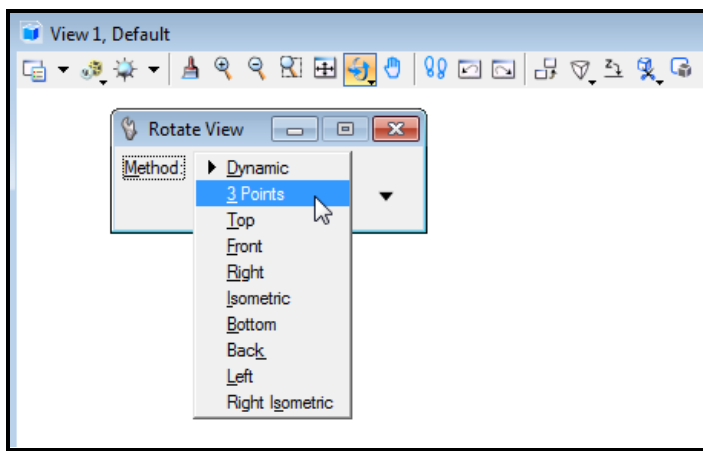 View 1, Default
Rotate View
Method: Dynamic
3 Points
Top
Front
Right
Isometric
Bottom
Back
Left
Right Isometric